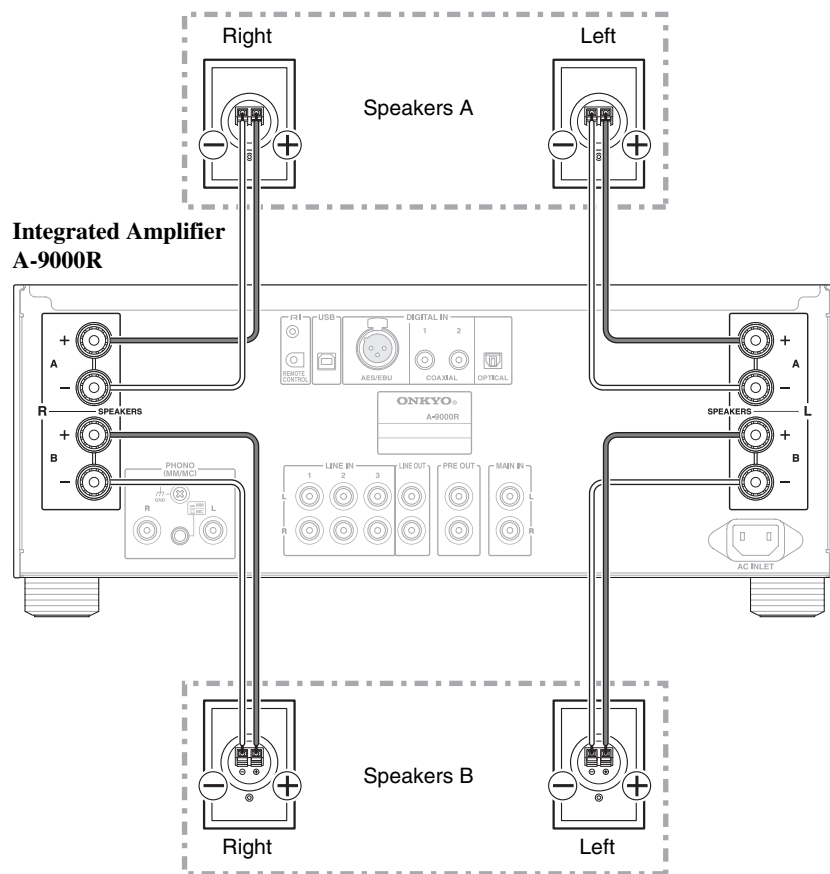 Right Left
Speakers A
− + − +
Integrated Amplifier
A-9000R
RI USB DIGITAL IN
1 2
REMOTE
CONTROL
AES/EBU COAXIAL OPTICAL
+ +
A A
− −
ONKYO
A-9000R
R SPEAKERS SPEAKERS L
+ +
B B
− −
PHONO
(MM/MC)
GND
R L
MC
LINE IN LINE OUT PRE OUT MAIN IN
1 2 3
L L
R R
AC INLET
Speakers B
− + − +
Right Left